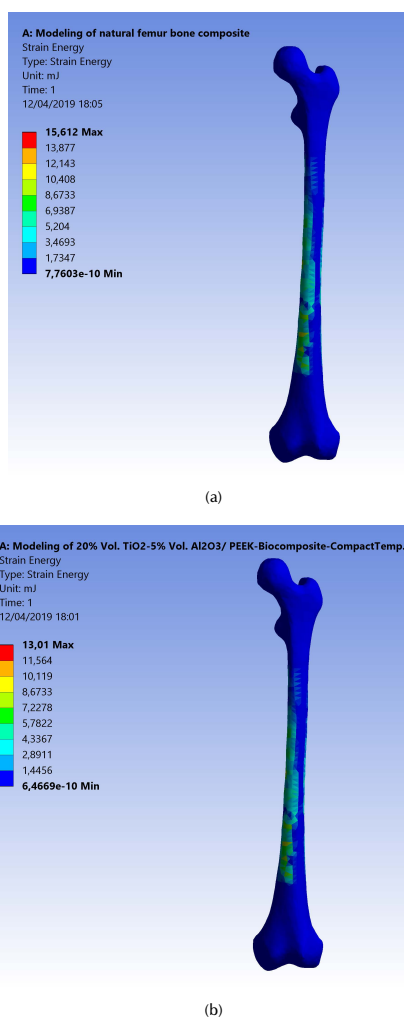 A: Modeling of natural femur bone composite
Strain Energy
Type: Strain Energy
Unit: mJ
Time: 1
12/04/2019 18:05
15,612 Max
13,877
12,143
10,408
8,6733
6,9387
5,204
3,4693
1,7347
7,7603e-10 Min
(a)
A: Modeling of 20% Vol. TiO2-5% Vol. Al2O3/ PEEK-Biocomposite-CompactTemp.
Strain Energy
Type: Strain Energy
Unit: mJ
Time: 1
12/04/2019 18:01
13,01 Max
11,564
10,119
8,6733
7,2278
5,7822
4,3367
2,8911
1,4456
6,4669e-10 Min
(b)